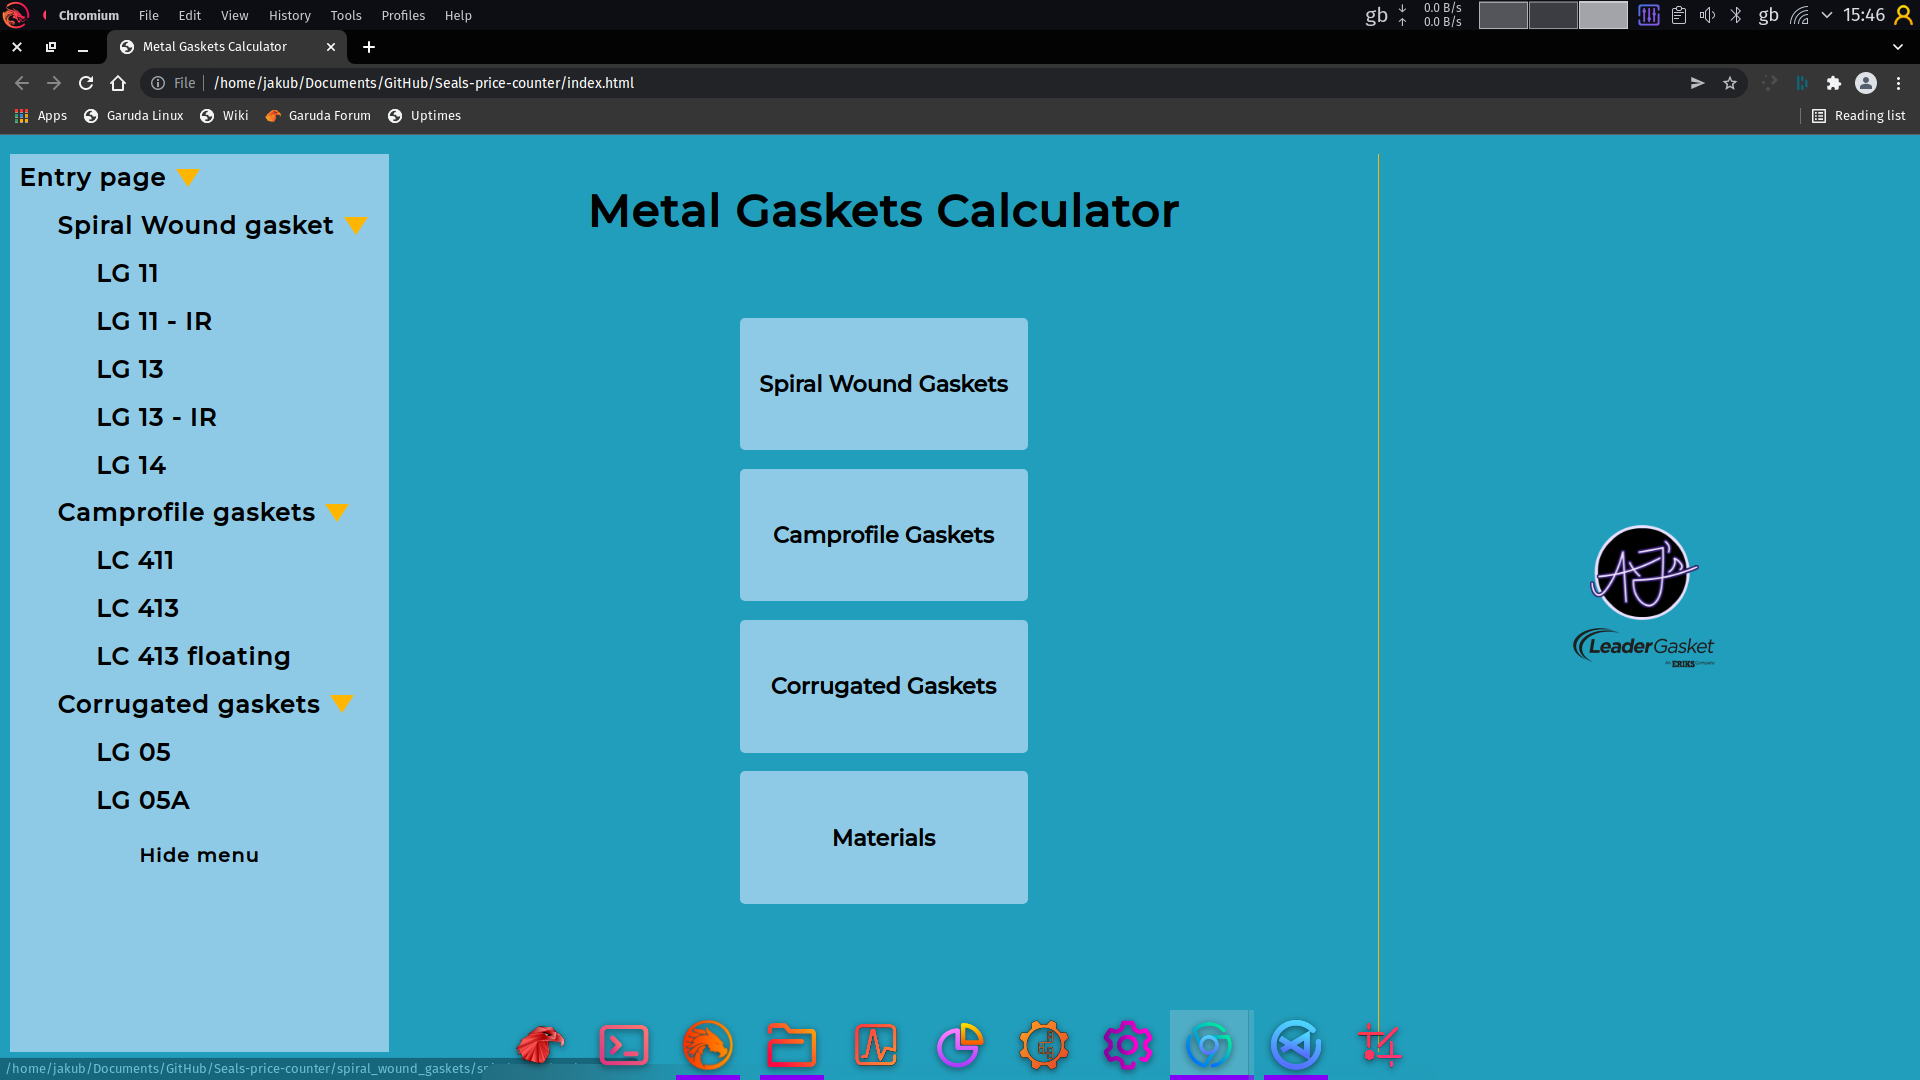 Chromium File Edit View History Tools Profiles Help gb 0.0 B/s 0.0 B/s gb 15:46
Metal Gaskets Calculator
File /home/jakub/Documents/GitHub/Seals-price-counter/index.html
Apps Garuda Linux Wiki Garuda Forum Uptimes Reading list
Entry page
Spiral Wound gasket
LG 11
LG 11 - IR
LG 13
LG 13 - IR
LG 14
Camprofile gaskets
LC 411
LC 413
LC 413 floating
Corrugated gaskets
LG 05
LG 05A
Hide menu
Metal Gaskets Calculator
Spiral Wound Gaskets
Camprofile Gaskets
Corrugated Gaskets
Materials
AJ's
LeaderGasket
An ERIKS Company
/home/jakub/Documents/GitHub/Seals-price-counter/spiral_wound_gaskets/